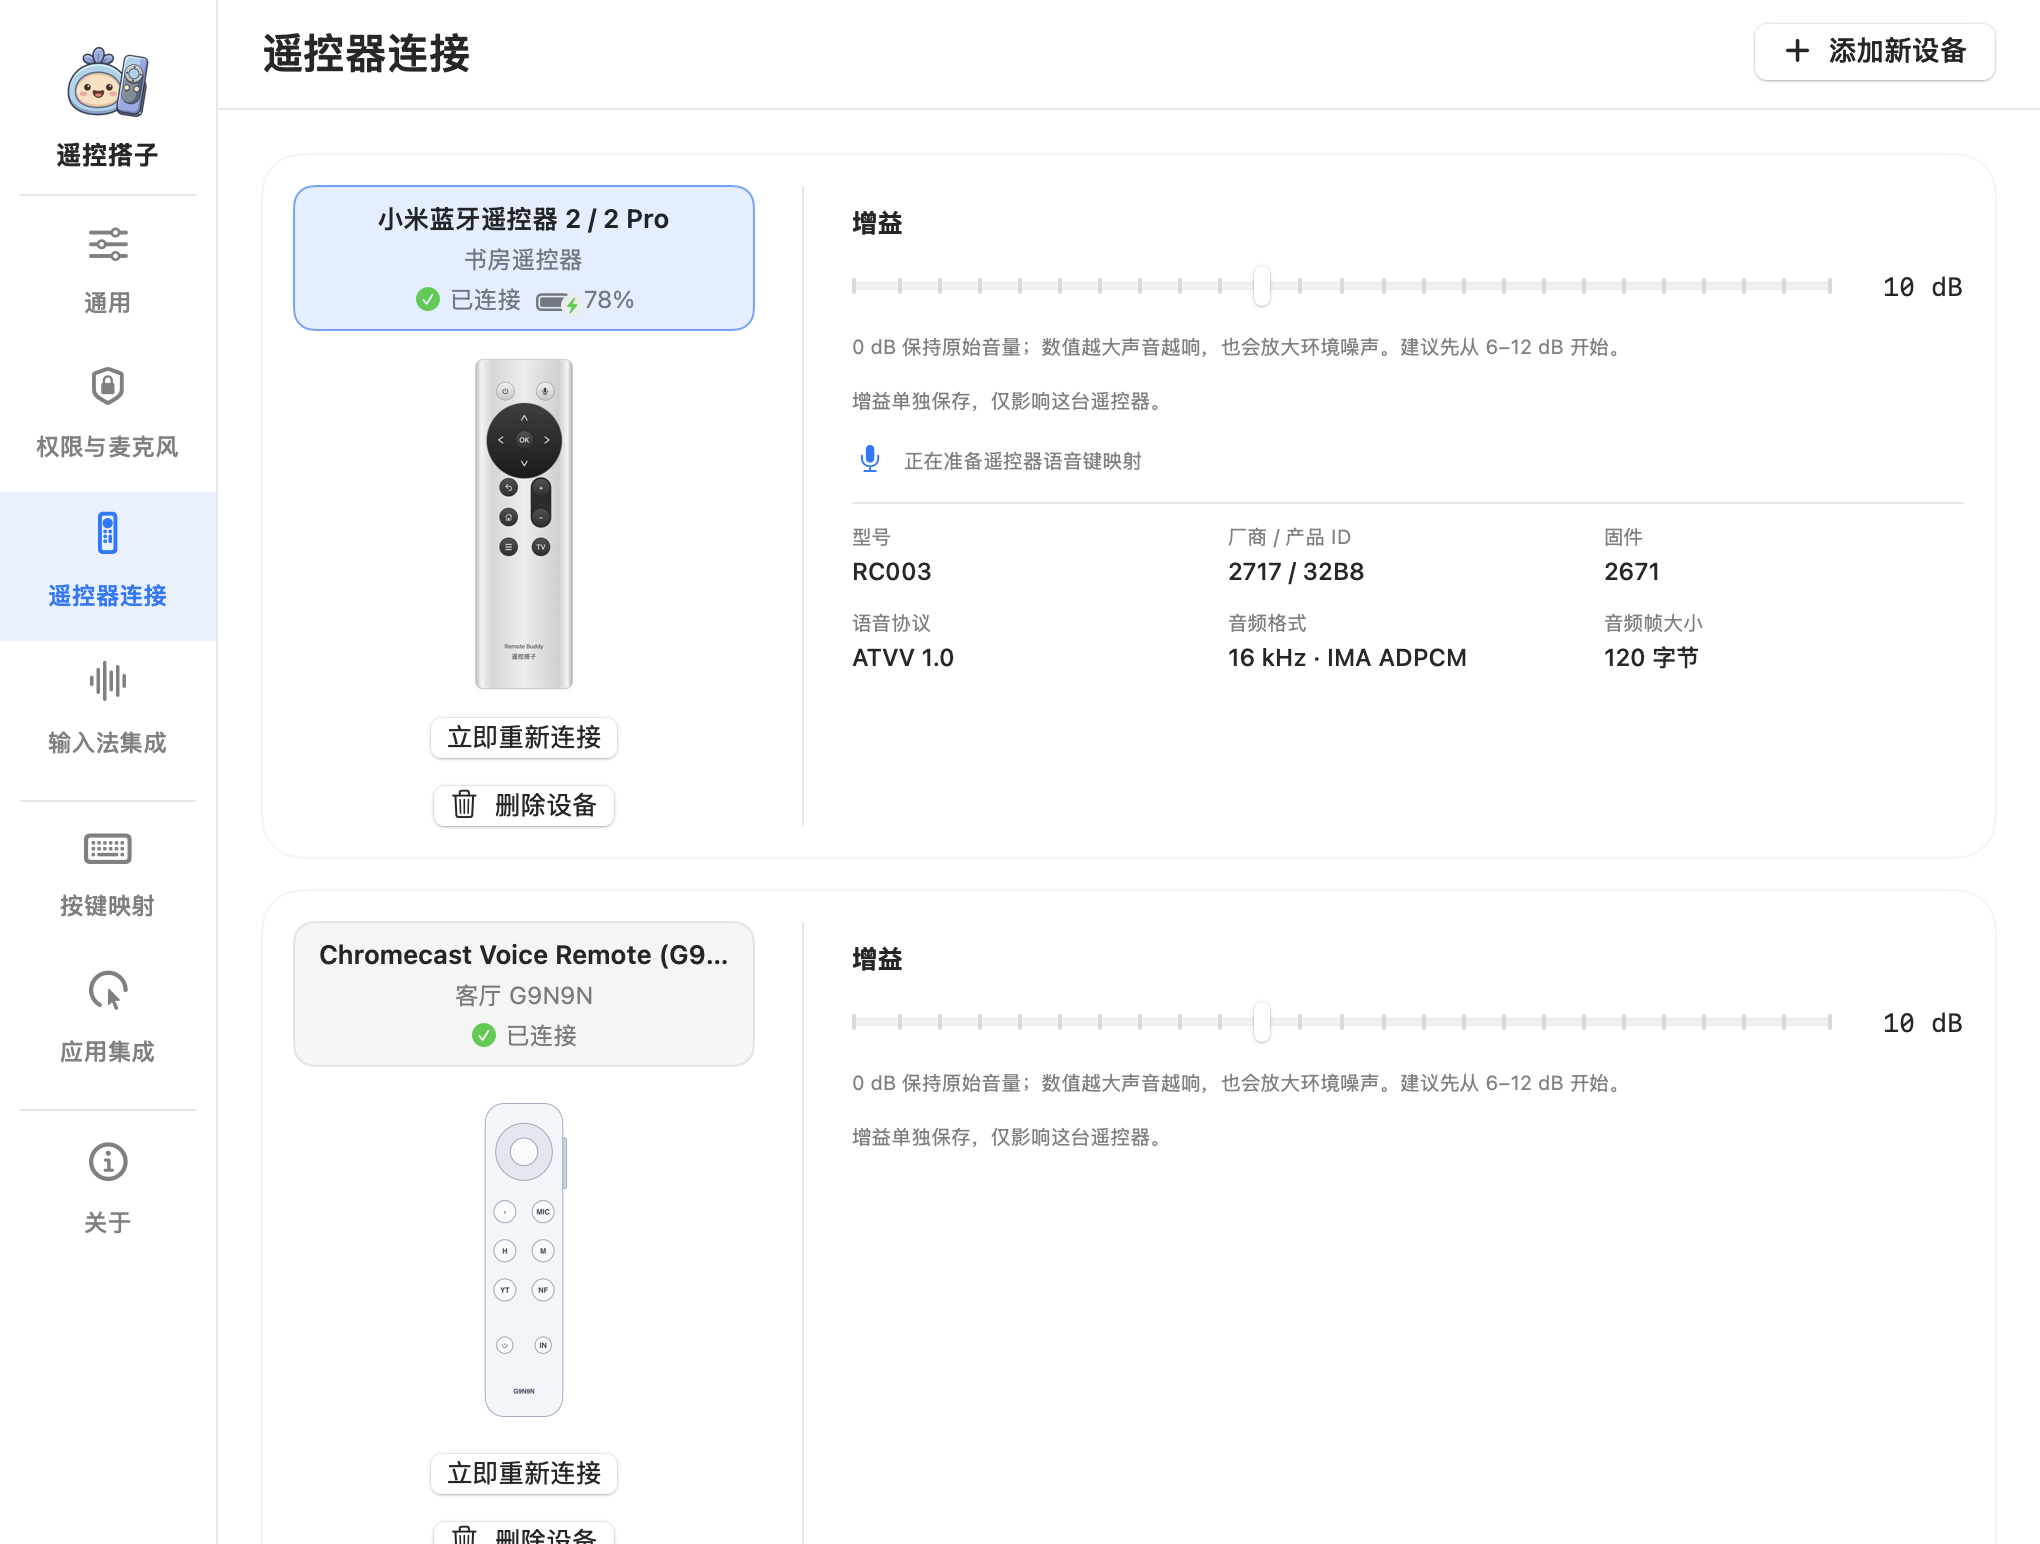 遥控搭子
通用
权限与麦克风
遥控器连接
输入法集成
按键映射
应用集成
关于
遥控器连接
添加新设备
小米蓝牙遥控器 2 / 2 Pro
书房遥控器
已连接 78%
OK
TV
Remote Buddy
遥控搭子
立即重新连接
删除设备
增益
10 dB
0 dB 保持原始音量；数值越大声音越响，也会放大环境噪声。建议先从 6–12 dB 开始。
增益单独保存，仅影响这台遥控器。
正在准备遥控器语音键映射
型号
RC003
厂商 / 产品 ID
2717 / 32B8
固件
2671
语音协议
ATVV 1.0
音频格式
16 kHz · IMA ADPCM
音频帧大小
120 字节
Chromecast Voice Remote (G9...
客厅 G9N9N
已连接
MIC
H M
YT NF
IN
G9N9N
立即重新连接
删除设备
增益
10 dB
0 dB 保持原始音量；数值越大声音越响，也会放大环境噪声。建议先从 6–12 dB 开始。
增益单独保存，仅影响这台遥控器。